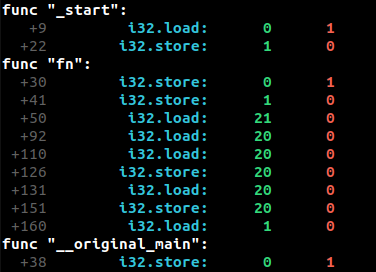 func "_start":
+9 i32.load: 0 1
+22 i32.store: 1 0
func "fn":
+30 i32.store: 0 1
+41 i32.store: 1 0
+50 i32.load: 21 0
+92 i32.load: 20 0
+110 i32.load: 20 0
+126 i32.store: 20 0
+131 i32.load: 20 0
+151 i32.store: 20 0
+160 i32.load: 1 0
func "__original_main":
+38 i32.store: 0 1